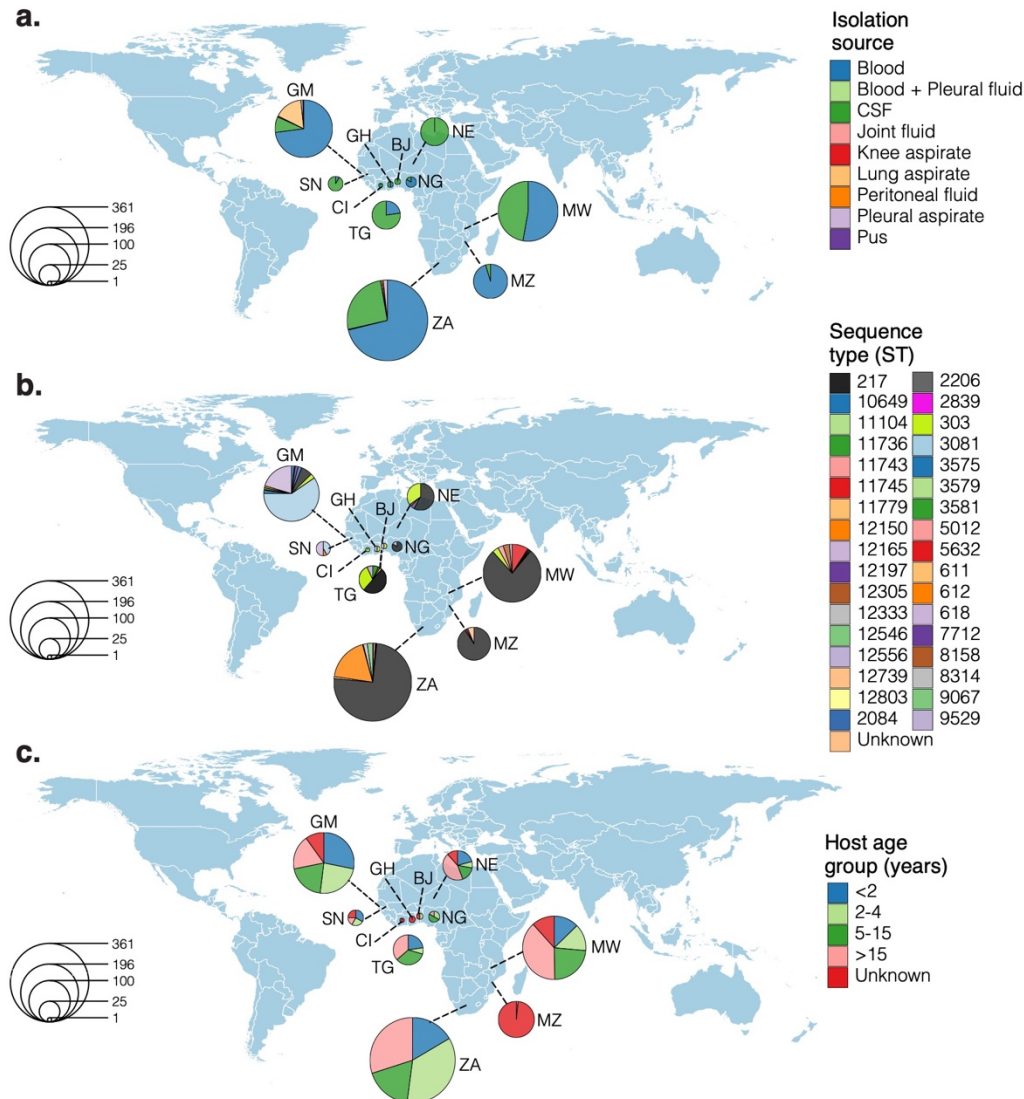 a.
Isolation
source
Blood
Blood + Pleural fluid
CSF
Joint fluid
Knee aspirate
Lung aspirate
Peritoneal fluid
Pleural aspirate
Pus
GM
GH
BJ
NE
SN
NG
CI
TG
MW
MZ
ZA
361
196
100
25
1
b.
Sequence
type (ST)
217 2206
10649 2839
11104 303
11736 3081
11743 3575
11745 3579
11779 3581
12150 5012
12165 5632
12197 611
12305 612
12333 618
12546 7712
12556 8158
12739 8314
12803 9067
2084 9529
Unknown
GM
GH
BJ
NE
SN
NG
CI
TG
MW
MZ
ZA
361
196
100
25
1
c.
Host age
group (years)
<2
2-4
5-15
>15
Unknown
GM
GH
BJ
NE
SN
NG
CI
TG
MW
MZ
ZA
361
196
100
25
1